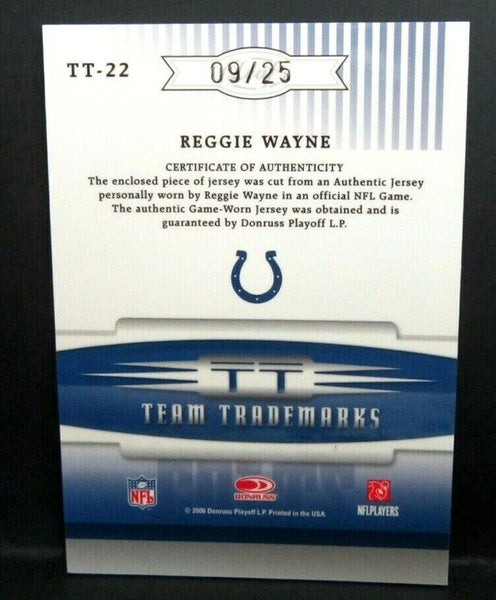 TT-22
09/25
REGGIE WAYNE
CERTIFICATE OF AUTHENTICITY
The enclosed piece of jersey was cut from an Authentic Jersey
personally worn by Reggie Wayne in an official NFL Game.
The authentic Game-Worn Jersey was obtained and is
guaranteed by Donruss Playoff L.P.
TT
TEAM TRADEMARKS
NFL
DONRUSS
NFLPLAYERS
© 2006 Donruss Playoff L.P. Printed in the USA.